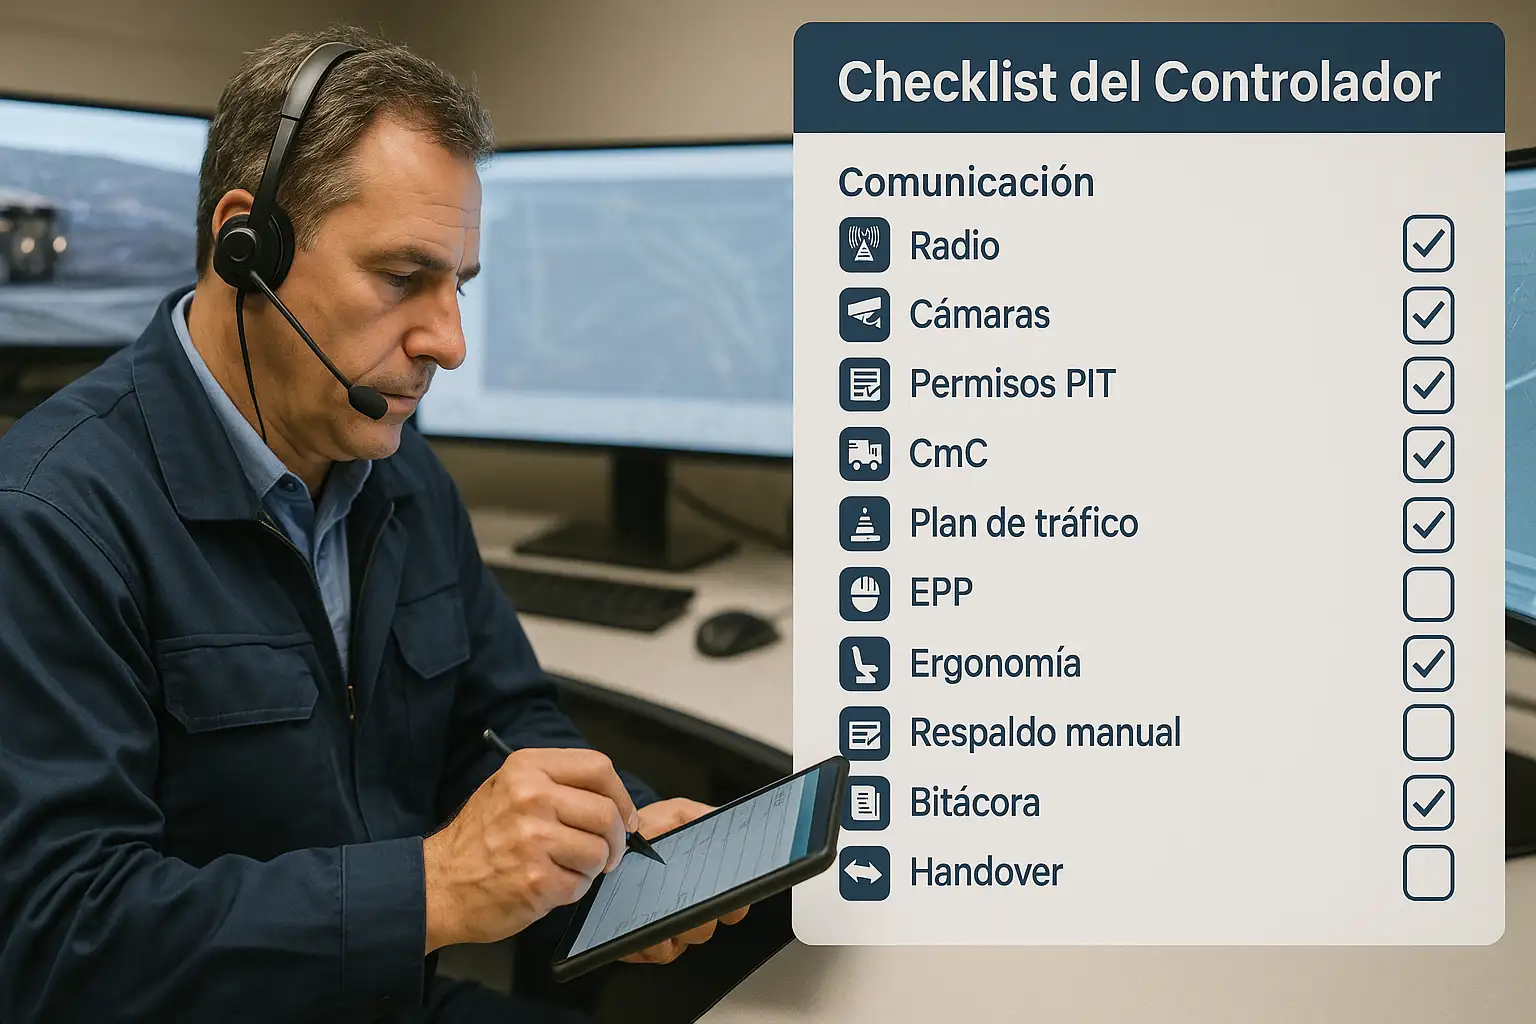 Checklist del Controlador
Comunicación
Radio
Cámaras
Permisos PIT
CmC
Plan de tráfico
EPP
Ergonomía
Respaldo manual
Bitácora
Handover